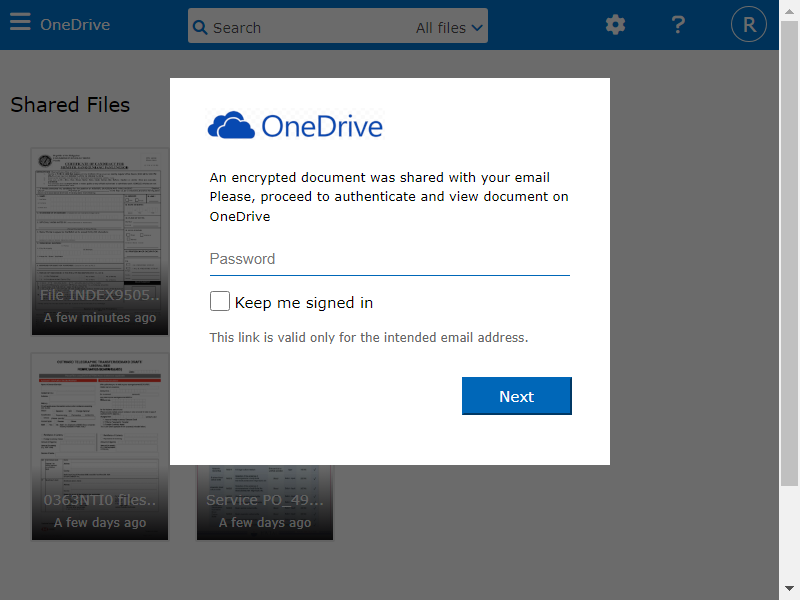 OneDrive
Search
All files
?
R
Shared Files
OneDrive
An encrypted document was shared with your email
Please, proceed to authenticate and view document on
OneDrive
Password
Keep me signed in
This link is valid only for the intended email address.
Next
File INDEX9505..
A few minutes ago
0363NTI0 files..
A few days ago
Service PO_49...
A few days ago